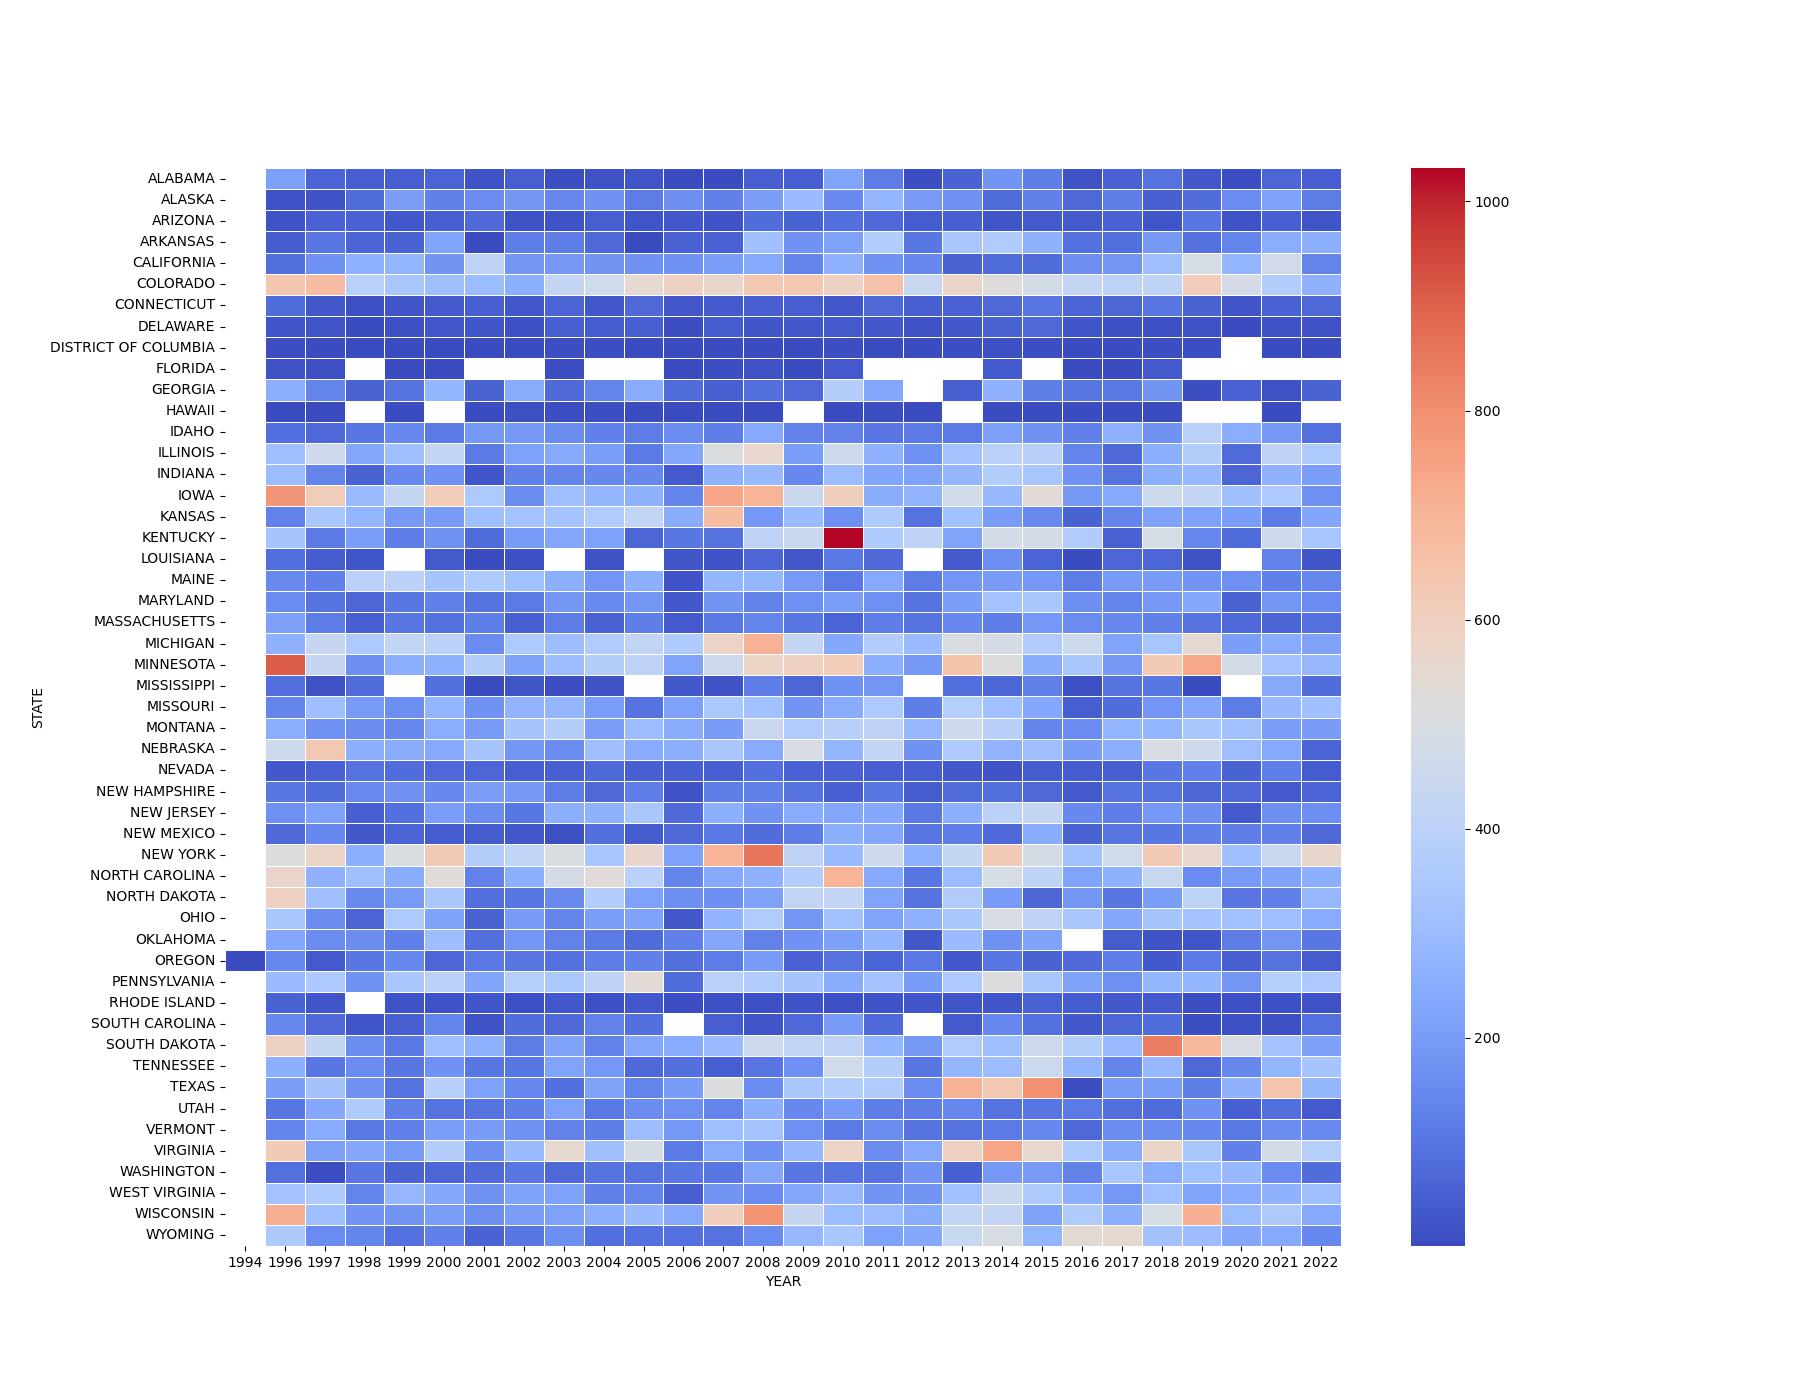 ALABAMA
ALASKA
ARIZONA
ARKANSAS
CALIFORNIA
COLORADO
CONNECTICUT
DELAWARE
DISTRICT OF COLUMBIA
FLORIDA
GEORGIA
HAWAII
IDAHO
ILLINOIS
INDIANA
IOWA
KANSAS
KENTUCKY
LOUISIANA
MAINE
MARYLAND
MASSACHUSETTS
MICHIGAN
MINNESOTA
MISSISSIPPI
MISSOURI
MONTANA
NEBRASKA
NEVADA
NEW HAMPSHIRE
NEW JERSEY
NEW MEXICO
NEW YORK
NORTH CAROLINA
NORTH DAKOTA
OHIO
OKLAHOMA
OREGON
PENNSYLVANIA
RHODE ISLAND
SOUTH CAROLINA
SOUTH DAKOTA
TENNESSEE
TEXAS
UTAH
VERMONT
VIRGINIA
WASHINGTON
WEST VIRGINIA
WISCONSIN
WYOMING
STATE
1994 1996 1997 1998 1999 2000 2001 2002 2003 2004 2005 2006 2007 2008 2009 2010 2011 2012 2013 2014 2015 2016 2017 2018 2019 2020 2021 2022
YEAR
1000
800
600
400
200